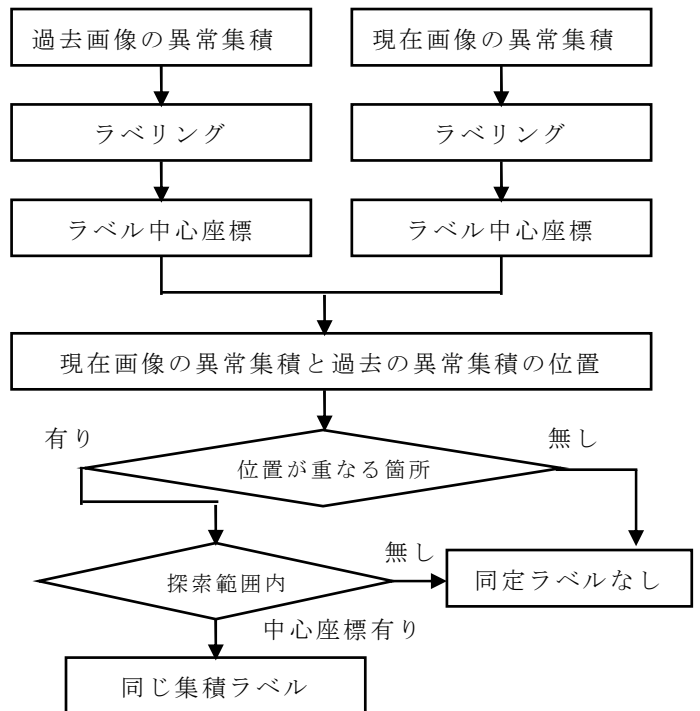 過去画像の異常集積
現在画像の異常集積
ラベリング
ラベリング
ラベル中心座標
ラベル中心座標
現在画像の異常集積と過去の異常集積の位置
有り
無し
位置が重なる箇所
無し
探索範囲内
同定ラベルなし
中心座標有り
同じ集積ラベル